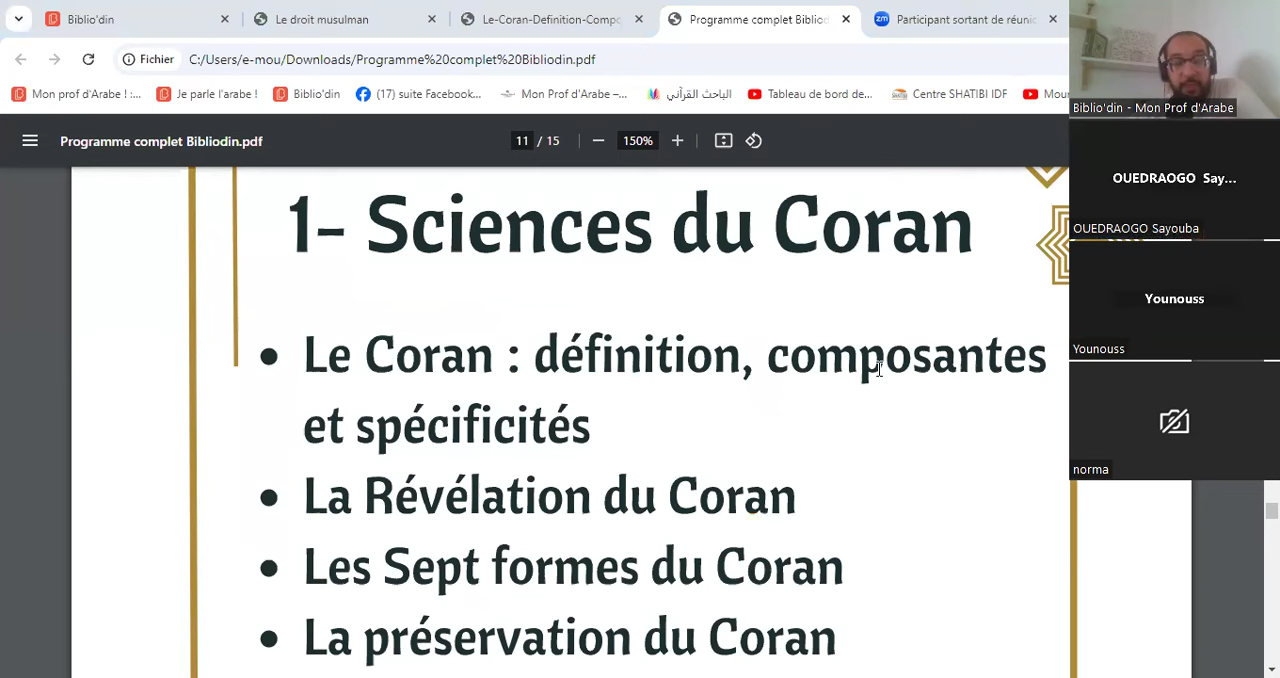 Biblio'din
Le droit musulman
Le-Coran-Definition-Compo
Programme complet Bibliod
Participant sortant de réunio
Fichier
C:/Users/e-mou/Downloads/Programme%20complet%20Bibliodin.pdf
Mon prof d'Arabe ! :...
Je parle l'arabe !
Biblio'din
(17) suite Facebook...
Mon Prof d'Arabe –...
الباحث القرآني
Tableau de bord de...
Centre SHATIBI IDF
Mour
Programme complet Bibliodin.pdf
11 / 15
150%
1- Sciences du Coran
• Le Coran : définition, composantes
et spécificités
• La Révélation du Coran
• Les Sept formes du Coran
• La préservation du Coran
Biblio'din - Mon Prof d'Arabe
OUEDRAOGO Say...
OUEDRAOGO Sayouba
Younouss
Younouss
norma